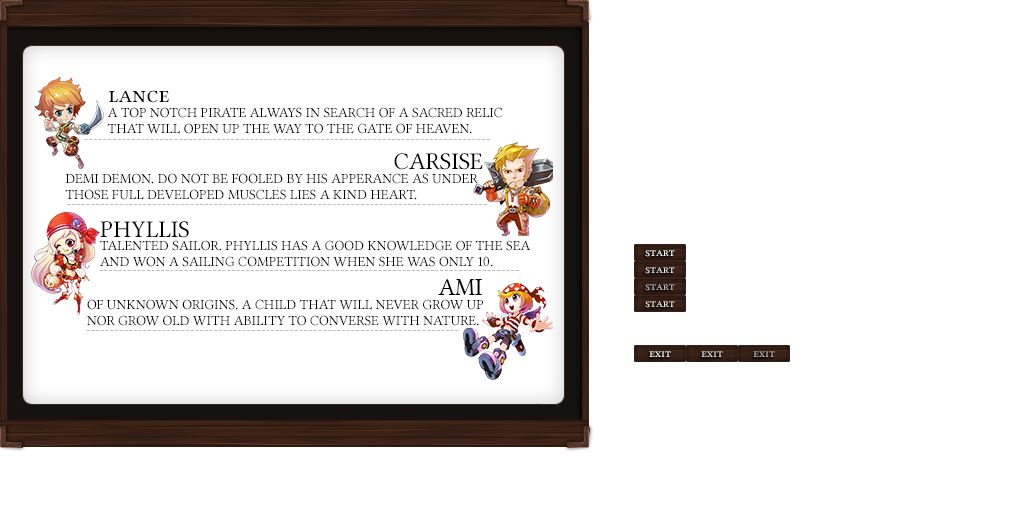 LANCE
A TOP NOTCH PIRATE ALWAYS IN SEARCH OF A SACRED RELIC
THAT WILL OPEN UP THE WAY TO THE GATE OF HEAVEN.
CARSISE
DEMI DEMON. DO NOT BE FOOLED BY HIS APPERANCE AS UNDER
THOSE FULL DEVELOPED MUSCLES LIES A KIND HEART.
PHYLLIS
TALENTED SAILOR. PHYLLIS HAS A GOOD KNOWLEDGE OF THE SEA
AND WON A SAILING COMPETITION WHEN SHE WAS ONLY 10.
AMI
OF UNKNOWN ORIGINS. A CHILD THAT WILL NEVER GROW UP
NOR GROW OLD WITH ABILITY TO CONVERSE WITH NATURE.
START
START
START
START
EXIT EXIT EXIT